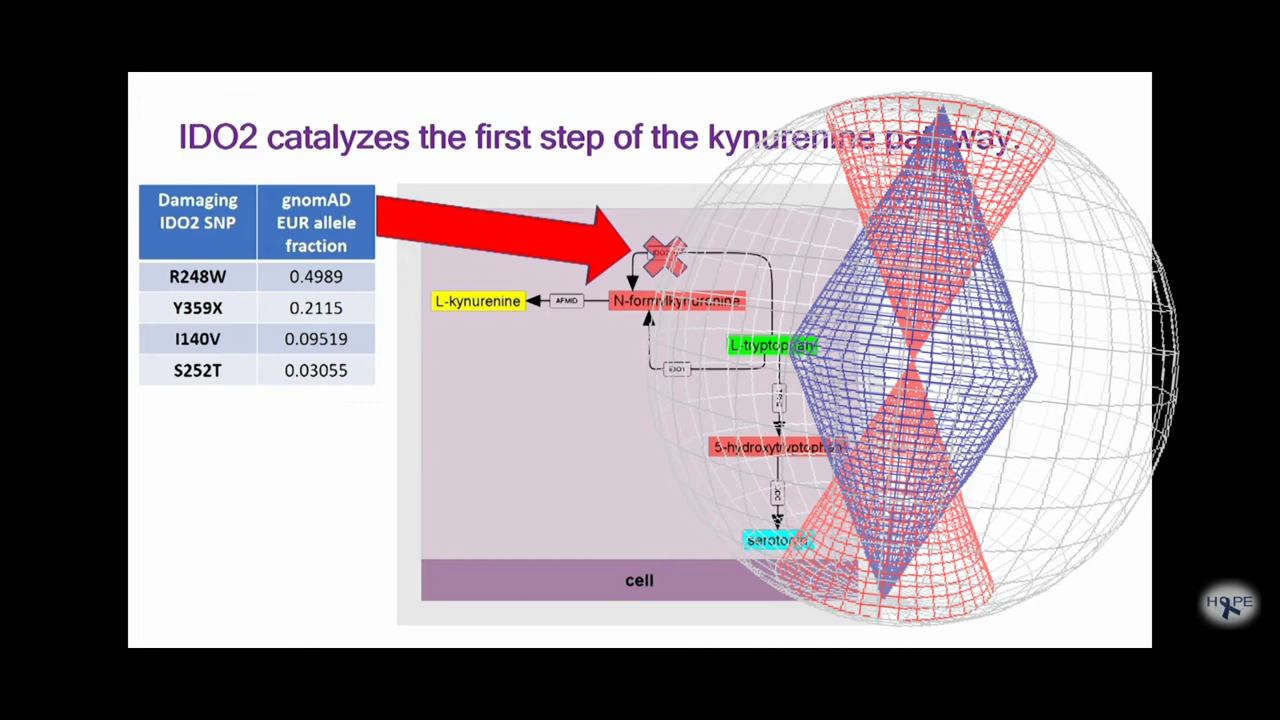 IDO2 catalyzes the first step of the kynurenine pathway.
Damaging IDO2 SNP
gnomAD EUR allele fraction
R248W 0.4989
Y359X 0.2115
I140V 0.09519
S252T 0.03055
L-kynurenine
AFMID
N-formylkynurenine
L-tryptophan
IDO1
5-hydroxytryptophan
serotonin
cell
HOPE